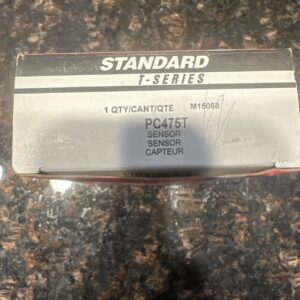 STANDARD
T-SERIES
1 QTY/CANT/QTE M15068
PC475T
SENSOR
SENSOR
CAPTEUR